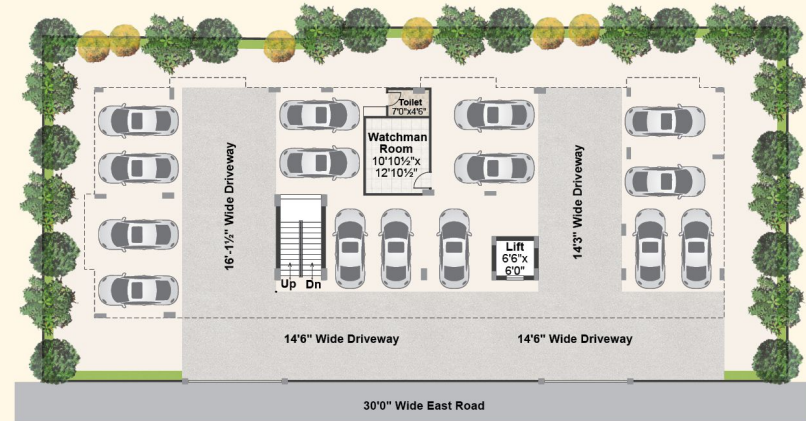 Toilet
7'0"x4'6"
Watchman
Room
10'10½"x
12'10½"
16'-1½" Wide Driveway
14'3" Wide Driveway
Lift
6'6"x
6'0"
Up Dn
14'6" Wide Driveway
14'6" Wide Driveway
30'0" Wide East Road